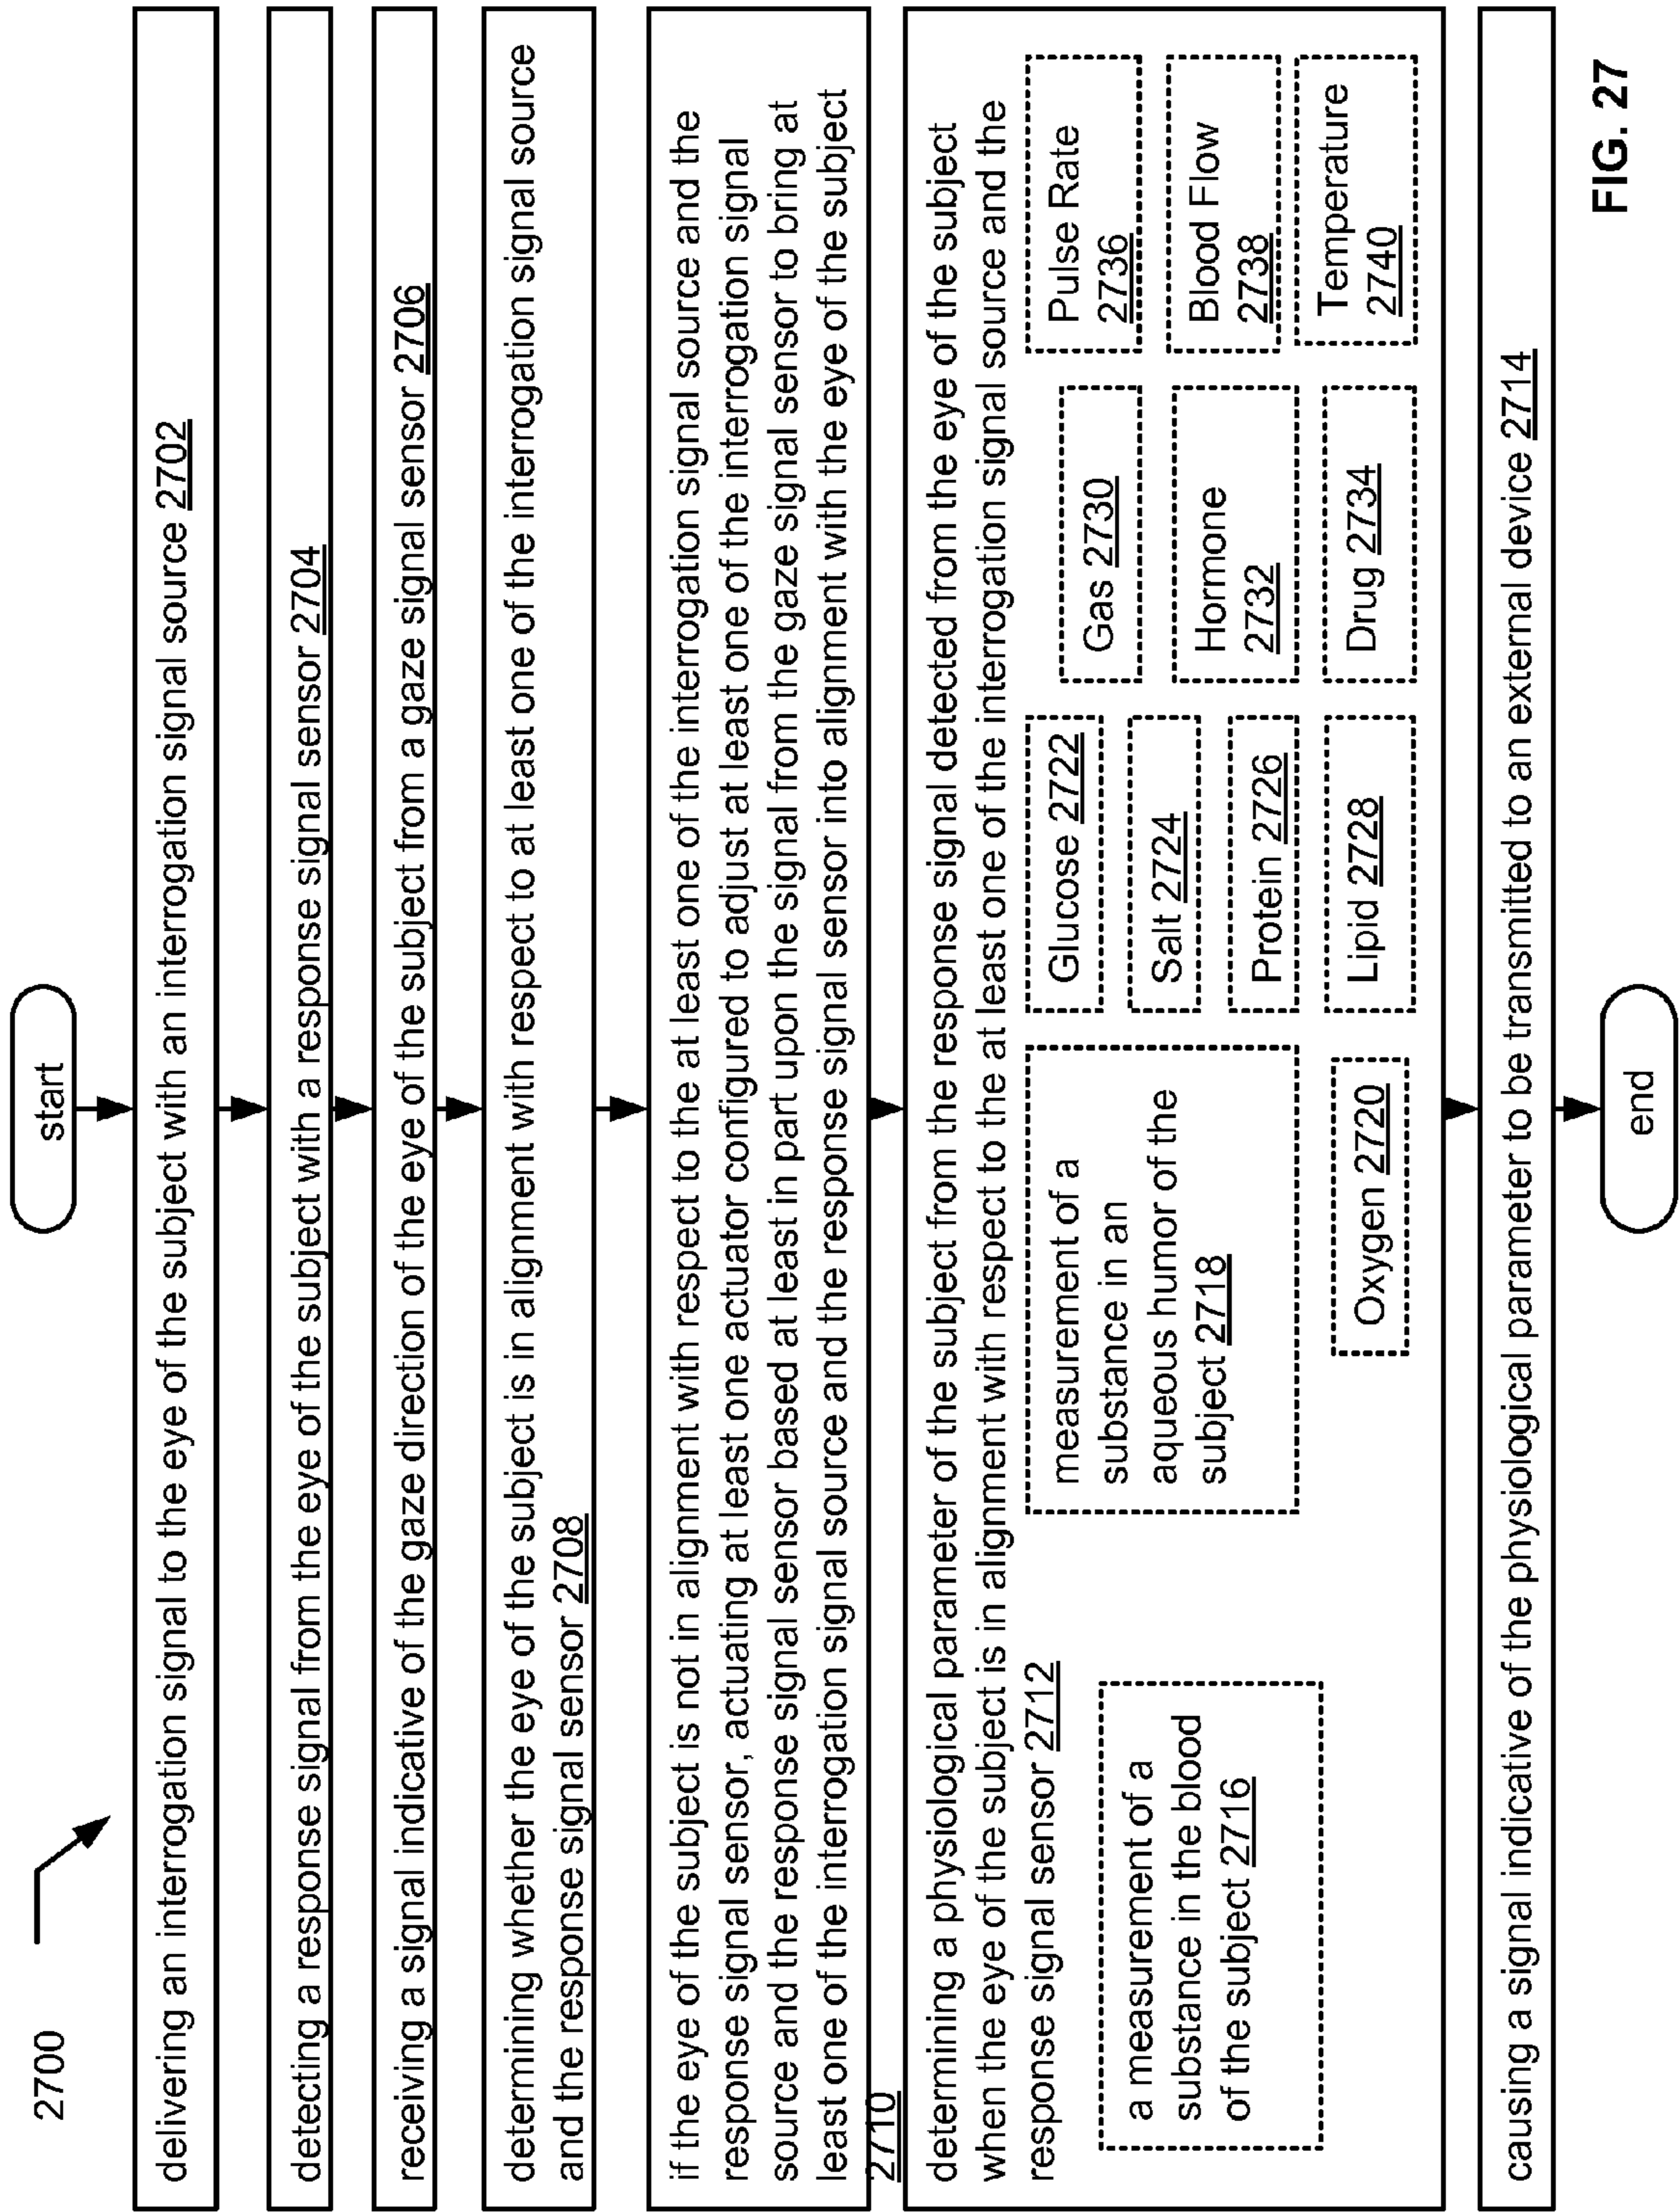 2700
start
delivering an interrogation signal to the eye of the subject with an interrogation signal source 2702
detecting a response signal from the eye of the subject with a response signal sensor 2704
receiving a signal indicative of the gaze direction of the eye of the subject from a gaze signal sensor 2706
determining whether the eye of the subject is in alignment with respect to at least one of the interrogation signal source
and the response signal sensor 2708
if the eye of the subject is not in alignment with respect to the at least one of the interrogation signal source and the
response signal sensor, actuating at least one actuator configured to adjust at least one of the interrogation signal
source and the response signal sensor based at least in part upon the signal from the gaze signal sensor to bring at
least one of the interrogation signal source and the response signal sensor into alignment with the eye of the subject
2710
determining a physiological parameter of the subject from the response signal detected from the eye of the subject
when the eye of the subject is in alignment with respect to the at least one of the interrogation signal source and the
response signal sensor 2712
a measurement of a
substance in the blood
of the subject 2716
measurement of a
substance in an
aqueous humor of the
subject 2718
Oxygen 2720
Glucose 2722
Salt 2724
Protein 2726
Lipid 2728
Gas 2730
Hormone
2732
Drug 2734
Pulse Rate
2736
Blood Flow
2738
Temperature
2740
causing a signal indicative of the physiological parameter to be transmitted to an external device 2714
end
FIG. 27